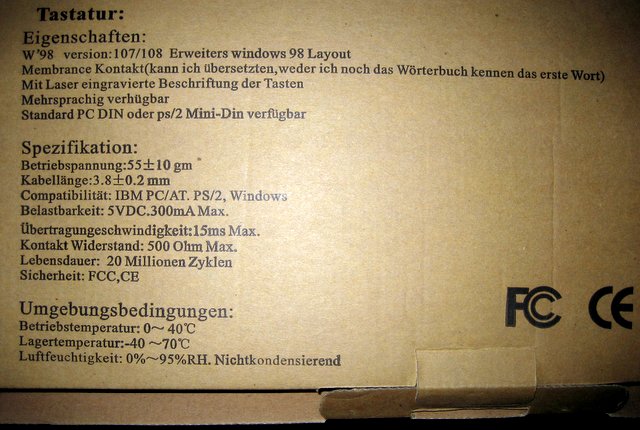 Tastatur:
Eigenschaften:
W'98 version:107/108 Erweiters windows 98 Layout
Membrance Kontakt(kann ich übersetzten,weder ich noch das Wörterbuch kennen das erste Wort)
Mit Laser eingravierte Beschriftung der Tasten
Mehrsprachig verhügbar
Standard PC DIN oder ps/2 Mini-Din verfügbar
Spezifikation:
Betriebspannung:55±10 gm
Kabellänge:3.8±0.2 mm
Compatibilität: IBM PC/AT. PS/2, Windows
Belastbarkeit: 5VDC.300mA Max.
Übertragungsgeschwindigkeit:15ms Max.
Kontakt Widerstand: 500 Ohm Max.
Lebensdauer: 20 Millionen Zyklen
Sicherheit: FCC,CE
Umgebungsbedingungen:
Betriebstemperatur: 0~ 40℃
Lagertemperatur:-40 ~70℃
Luftfeuchtigkeit: 0%~95%RH. Nichtkondensierend
FC CE